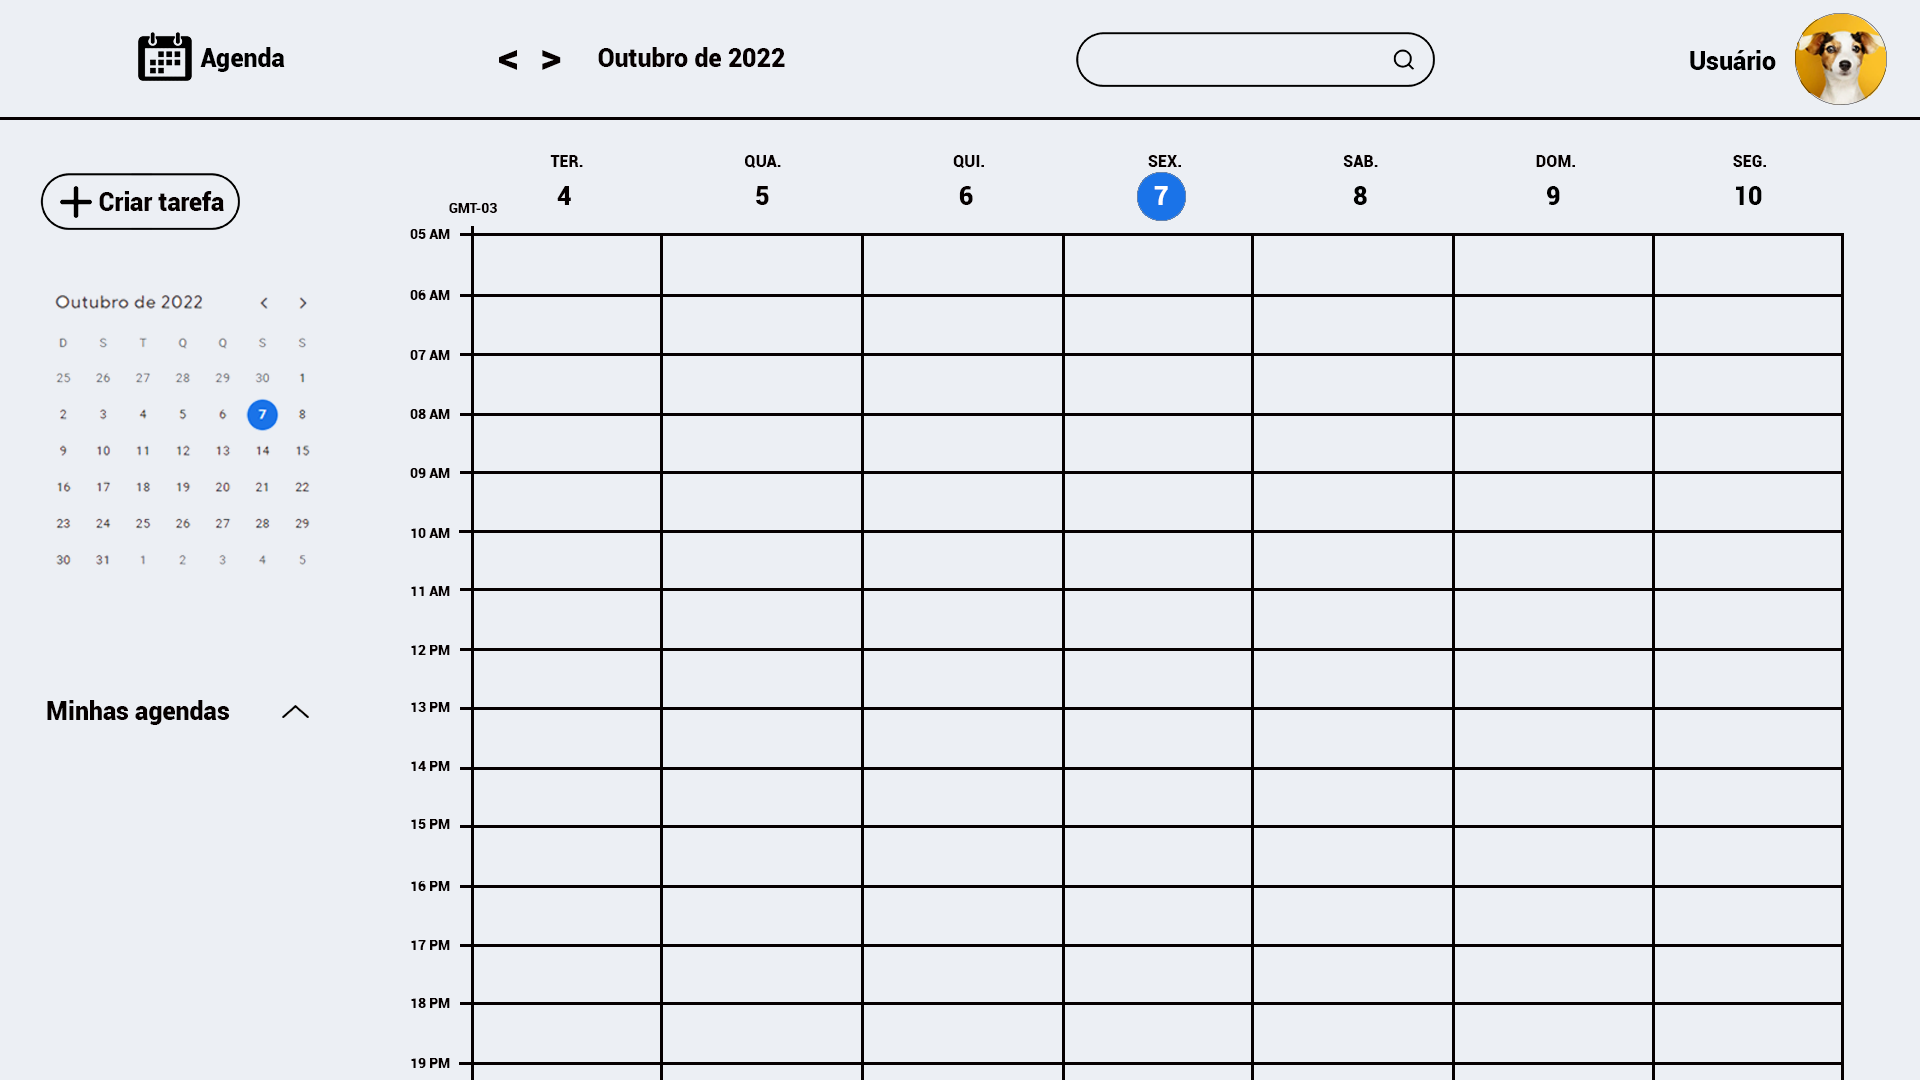 Agenda
< > Outubro de 2022
Usuário
Criar tarefa
Outubro de 2022 < >
D S T Q Q S S
25 26 27 28 29 30 1
2 3 4 5 6 7 8
9 10 11 12 13 14 15
16 17 18 19 20 21 22
23 24 25 26 27 28 29
30 31 1 2 3 4 5
Minhas agendas
TER. QUA. QUI. SEX. SAB. DOM. SEG.
4 5 6 7 8 9 10
GMT-03
05 AM
06 AM
07 AM
08 AM
09 AM
10 AM
11 AM
12 PM
13 PM
14 PM
15 PM
16 PM
17 PM
18 PM
19 PM